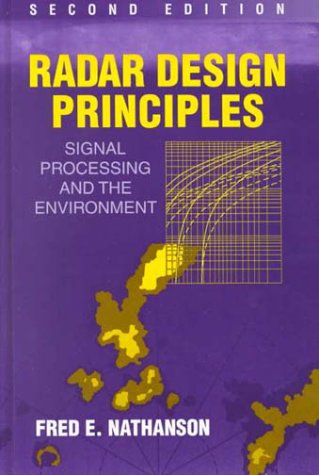 SECOND EDITION
RADAR DESIGN
PRINCIPLES
SIGNAL
PROCESSING
AND THE
ENVIRONMENT
FRED E. NATHANSON